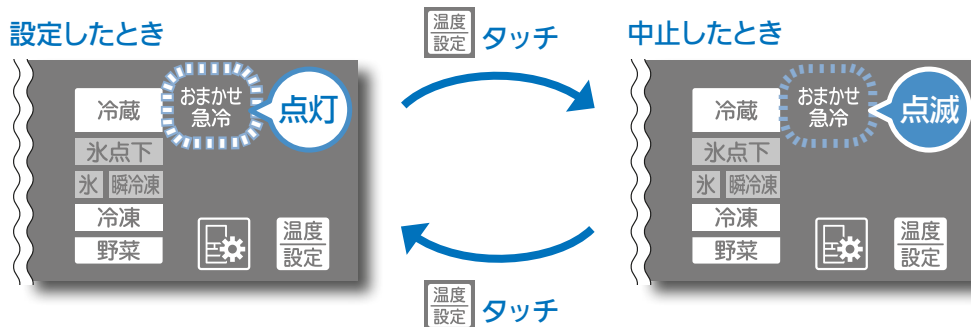 設定したとき
冷蔵
おまかせ
急冷
点灯
氷点下
氷 瞬冷凍
冷凍
野菜
温度
設定
温度
設定
タッチ
温度
設定
タッチ
中止したとき
冷蔵
おまかせ
急冷
点滅
氷点下
氷 瞬冷凍
冷凍
野菜
温度
設定